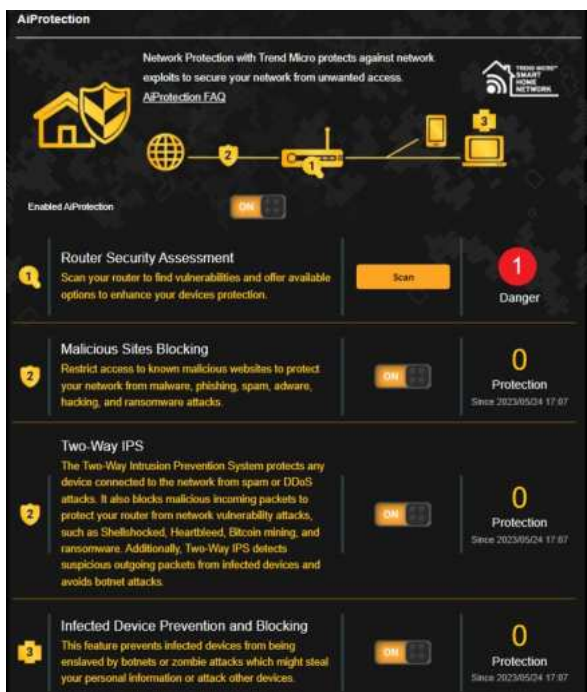 AiProtection
Network Protection with Trend Micro protects against network
exploits to secure your network from unwanted access.
AiProtection FAQ
TREND MICRO™
SMART
HOME
NETWORK
3
2
1
Enabled AiProtection
ON
1
Router Security Assessment
Scan your router to find vulnerabilities and offer available
options to enhance your devices protection.
Scan
1
Danger
2
Malicious Sites Blocking
Restrict access to known malicious websites to protect
your network from malware, phishing, spam, adware,
hacking, and ransomware attacks.
ON
0
Protection
Since 2023/05/24 17:07
2
Two-Way IPS
The Two-Way Intrusion Prevention System protects any
device connected to the network from spam or DDoS
attacks. It also blocks malicious incoming packets to
protect your router from network vulnerability attacks,
such as Shellshocked, Heartbleed, Bitcoin mining, and
ransomware. Additionally, Two-Way IPS detects
suspicious outgoing packets from infected devices and
avoids botnet attacks.
ON
0
Protection
Since 2023/05/24 17:07
3
Infected Device Prevention and Blocking
This feature prevents infected devices from being
enslaved by botnets or zombie attacks which might steal
your personal information or attack other devices.
ON
0
Protection
Since 2023/05/24 17:07